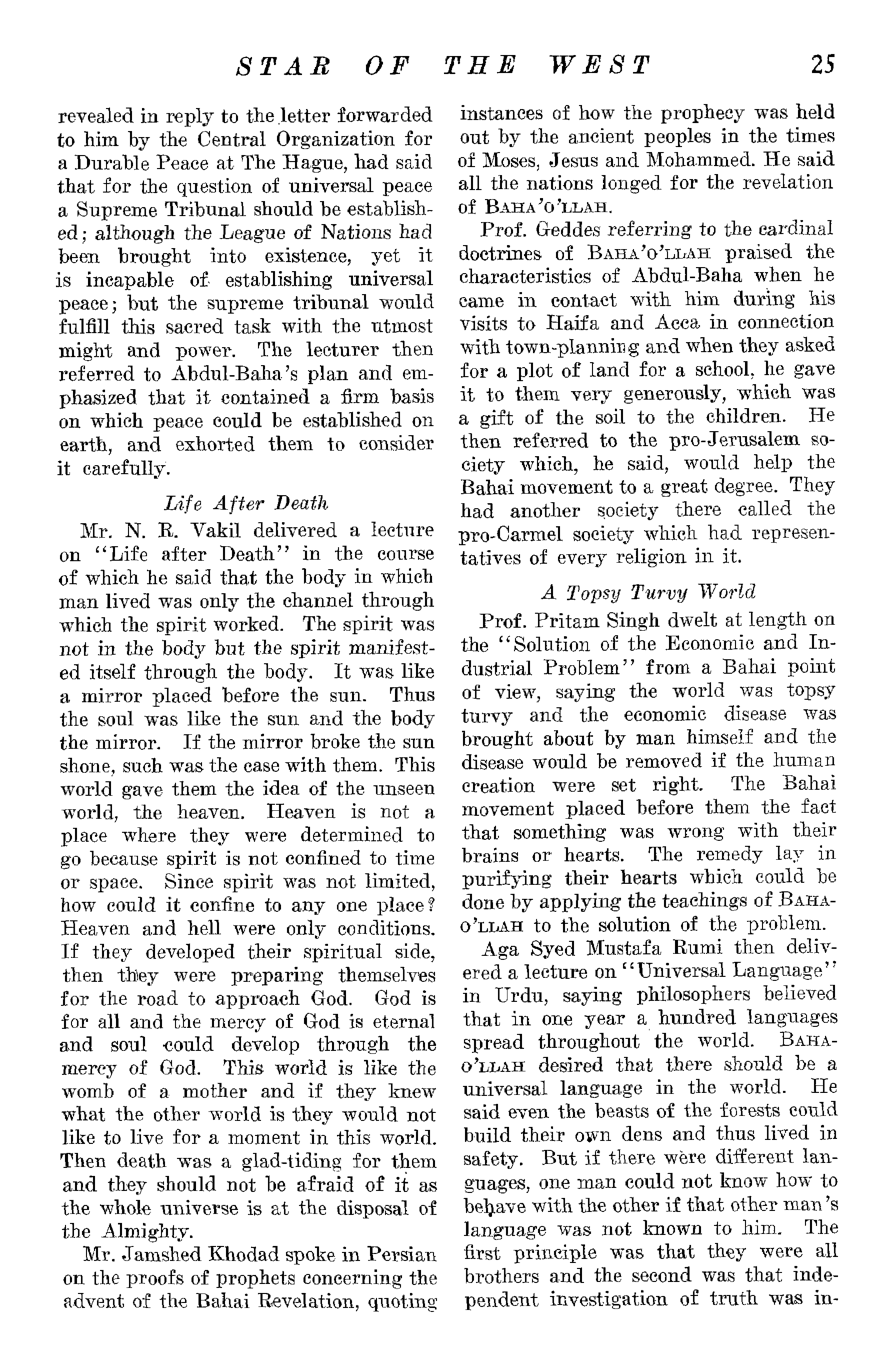 STAR OF THE WEST 25
revealed in reply to the letter forwarded
to him by the Central Organization for
a Durable Peace at The Hague, had said
that for the question of universal peace
a Supreme Tribunal should be establish-
ed; although the League of Nations had
been brought into existence, yet it
is incapable of establishing universal
peace; but the supreme tribunal would
fulfill this sacred task with the utmost
might and power. The lecturer then
referred to Abdul-Baha's plan and em-
phasized that it contained a firm basis
on which peace could be established on
earth, and exhorted them to consider
it carefully.
Life After Death
Mr. N. R. Vakil delivered a lecture
on "Life after Death" in the course
of which he said that the body in which
man lived was only the channel through
which the spirit worked. The spirit was
not in the body but the spirit manifest-
ed itself through the body. It was like
a mirror placed before the sun. Thus
the soul was like the sun and the body
the mirror. If the mirror broke the sun
shone, such was the case with them. This
world gave them the idea of the unseen
world, the heaven. Heaven is not a
place where they were determined to
go because spirit is not confined to time
or space. Since spirit was not limited,
how could it confine to any one place?
Heaven and hell were only conditions.
If they developed their spiritual side,
then they were preparing themselves
for the road to approach God. God is
for all and the mercy of God is eternal
and soul could develop through the
mercy of God. This world is like the
womb of a mother and if they knew
what the other world is they would not
like to live for a moment in this world.
Then death was a glad-tiding for them
and they should not be afraid of it as
the whole universe is at the disposal of
the Almighty.
Mr. Jamshed Khodad spoke in Persian
on the proofs of prophets concerning the
advent of the Bahai Revelation, quoting
instances of how the prophecy was held
out by the ancient peoples in the times
of Moses, Jesus and Mohammed. He said
all the nations longed for the revelation
of BAHA'O'LLAH.
Prof. Geddes referring to the cardinal
doctrines of BAHA'O'LLAH praised the
characteristics of Abdul-Baha when he
came in contact with him during his
visits to Haifa and Acca in connection
with town-planning and when they asked
for a plot of land for a school, he gave
it to them very generously, which was
a gift of the soil to the children. He
then referred to the pro-Jerusalem so-
ciety which, he said, would help the
Bahai movement to a great degree. They
had another society there called the
pro-Carmel society which had represen-
tatives of every religion in it.
A Topsy Turvy World
Prof. Pritam Singh dwelt at length on
the "Solution of the Economic and In-
dustrial Problem" from a Bahai point
of view, saying the world was topsy
turvy and the economic disease was
brought about by man himself and the
disease would be removed if the human
creation were set right. The Bahai
movement placed before them the fact
that something was wrong with their
brains or hearts. The remedy lay in
purifying their hearts which could be
done by applying the teachings of BAHA-
O'LLAH to the solution of the problem.
Aga Syed Mustafa Rumi then deliv-
ered a lecture on "Universal Language"
in Urdu, saying philosophers believed
that in one year a hundred languages
spread throughout the world. BAHA-
O'LLAH desired that there should be a
universal language in the world. He
said even the beasts of the forests could
build their own dens and thus lived in
safety. But if there were different lan-
guages, one man could not know how to
behave with the other if that other man's
language was not known to him. The
first principle was that they were all
brothers and the second was that inde-
pendent investigation of truth was in-